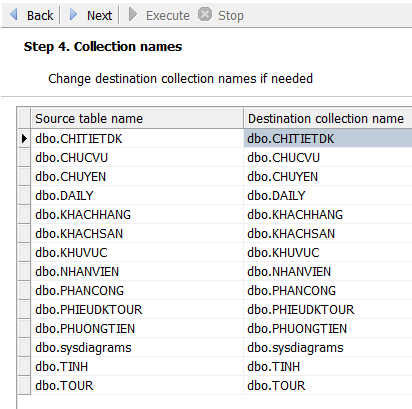 Back Next Execute Stop
Step 4. Collection names
Change destination collection names if needed
Source table name Destination collection name
dbo.CHITIETDK dbo.CHITIETDK
dbo.CHUCVU dbo.CHUCVU
dbo.CHUYEN dbo.CHUYEN
dbo.DAILY dbo.DAILY
dbo.KHACHHANG dbo.KHACHHANG
dbo.KHACHSAN dbo.KHACHSAN
dbo.KHUVUC dbo.KHUVUC
dbo.NHANVIEN dbo.NHANVIEN
dbo.PHANCONG dbo.PHANCONG
dbo.PHIEUDKTOUR dbo.PHIEUDKTOUR
dbo.PHUONGTIEN dbo.PHUONGTIEN
dbo.sysdiagrams dbo.sysdiagrams
dbo.TINH dbo.TINH
dbo.TOUR dbo.TOUR